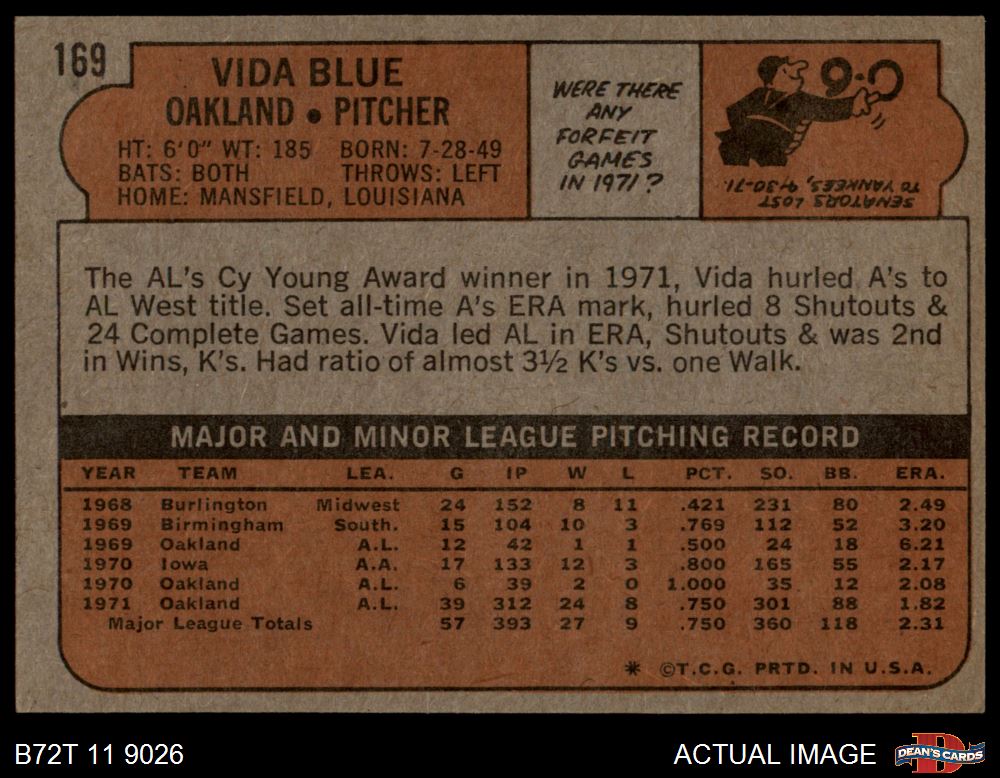 169
VIDA BLUE
OAKLAND • PITCHER
HT: 6'0" WT: 185 BORN: 7-28-49
BATS: BOTH THROWS: LEFT
HOME: MANSFIELD, LOUISIANA
WERE THERE
ANY
FORFEIT
GAMES
IN 1971?
9-0
SENATORS LOST
TO YANKEES, 9-30-71.
The AL's Cy Young Award winner in 1971, Vida hurled A's to
AL West title. Set all-time A's ERA mark, hurled 8 Shutouts &
24 Complete Games. Vida led AL in ERA, Shutouts & was 2nd
in Wins, K's. Had ratio of almost 3½ K's vs. one Walk.
MAJOR AND MINOR LEAGUE PITCHING RECORD
YEAR TEAM LEA. G IP W L PCT. SO. BB. ERA.
1968 Burlington Midwest 24 152 8 11 .421 231 80 2.49
1969 Birmingham South. 15 104 10 3 .769 112 52 3.20
1969 Oakland A.L. 12 42 1 1 .500 24 18 6.21
1970 Iowa A.A. 17 133 12 3 .800 165 55 2.17
1970 Oakland A.L. 6 39 2 0 1.000 35 12 2.08
1971 Oakland A.L. 39 312 24 8 .750 301 88 1.82
Major League Totals 57 393 27 9 .750 360 118 2.31
* ©T.C.G. PRTD. IN U.S.A.
B72T 11 9026
ACTUAL IMAGE
DEAN'S CARDS